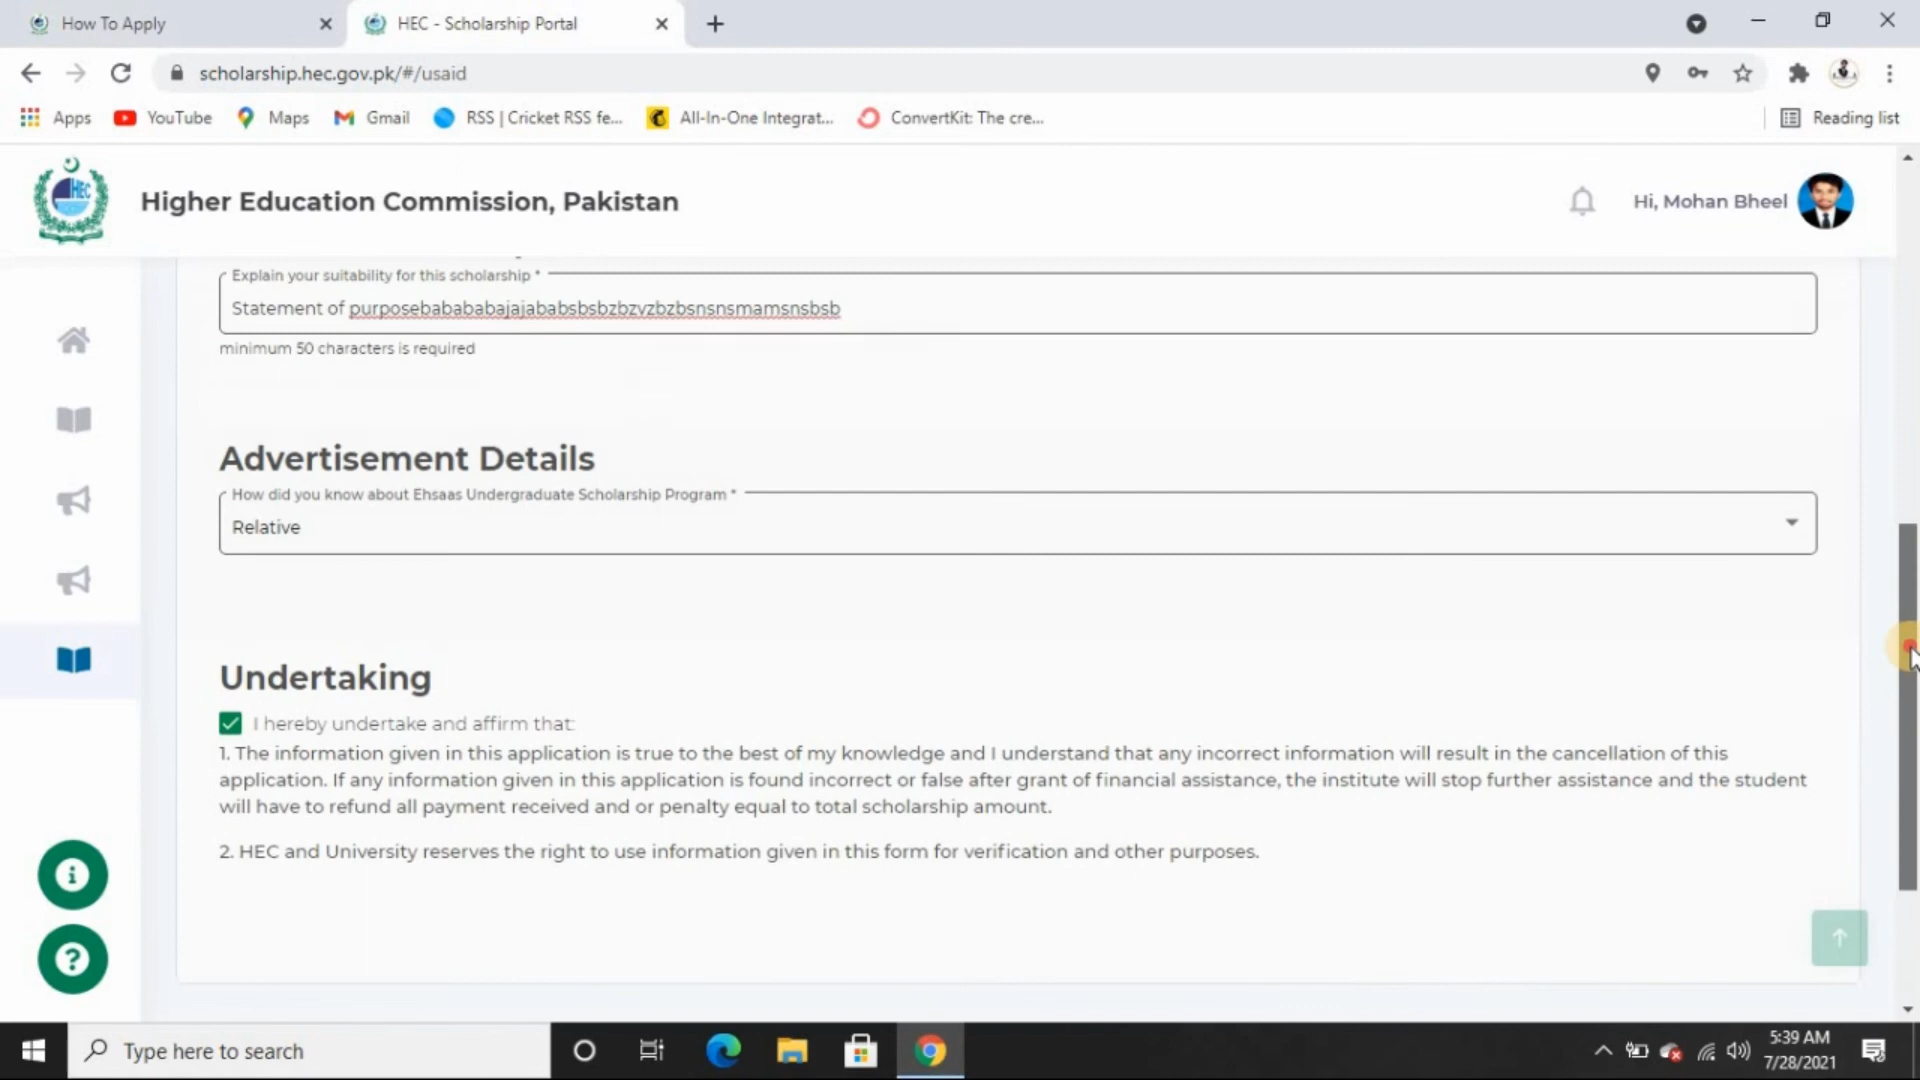 How To Apply
HEC - Scholarship Portal
scholarship.hec.gov.pk/#/usaid
Apps
YouTube
Maps
Gmail
RSS | Cricket RSS fe...
All-In-One Integrat...
ConvertKit: The cre...
Reading list
HEC
Higher Education Commission, Pakistan
Hi, Mohan Bheel
Explain your suitability for this scholarship *
Statement of purposebabababajajababsbsbzbzvzbzbsnsnsmamsnsbsb
minimum 50 characters is required
Advertisement Details
How did you know about Ehsaas Undergraduate Scholarship Program *
Relative
Undertaking
I hereby undertake and affirm that:
1. The information given in this application is true to the best of my knowledge and I understand that any incorrect information will result in the cancellation of this
application. If any information given in this application is found incorrect or false after grant of financial assistance, the institute will stop further assistance and the student
will have to refund all payment received and or penalty equal to total scholarship amount.
2. HEC and University reserves the right to use information given in this form for verification and other purposes.
Type here to search
5:39 AM
7/28/2021